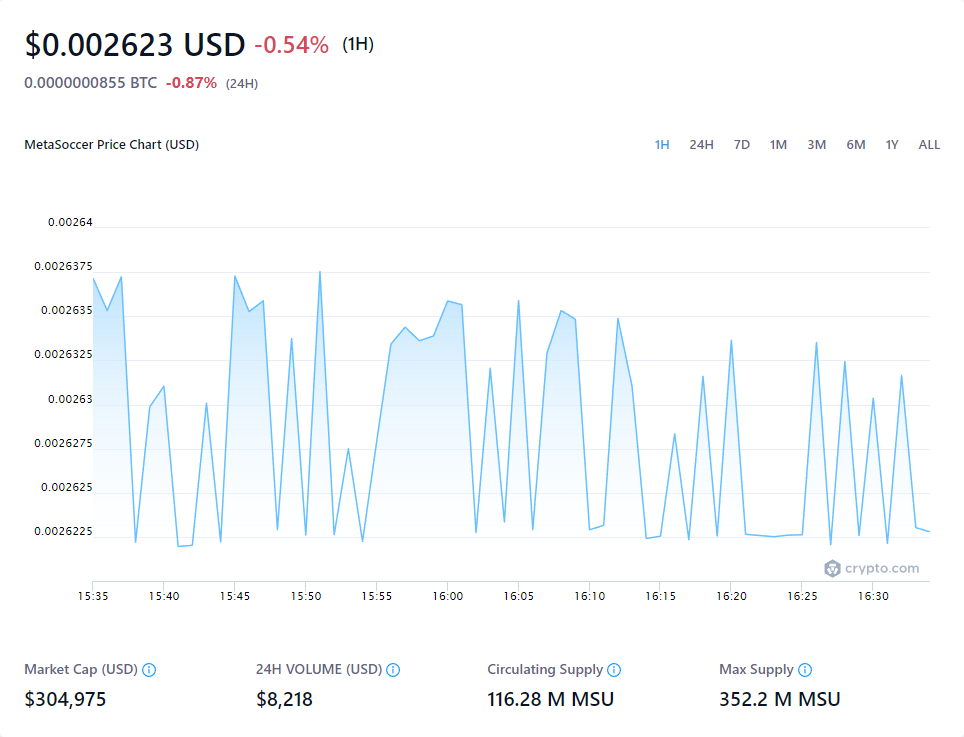 $0.002623 USD -0.54% (1H)
0.0000000855 BTC -0.87% (24H)
MetaSoccer Price Chart (USD) 1H 24H 7D 1M 3M 6M 1Y ALL
0.00264
0.0026375
0.002635
0.0026325
0.00263
0.0026275
0.002625
0.0026225
crypto.com
15:35 15:40 15:45 15:50 15:55 16:00 16:05 16:10 16:15 16:20 16:25 16:30
Market Cap (USD) 24H VOLUME (USD) Circulating Supply Max Supply
$304,975 $8,218 116.28 M MSU 352.2 M MSU